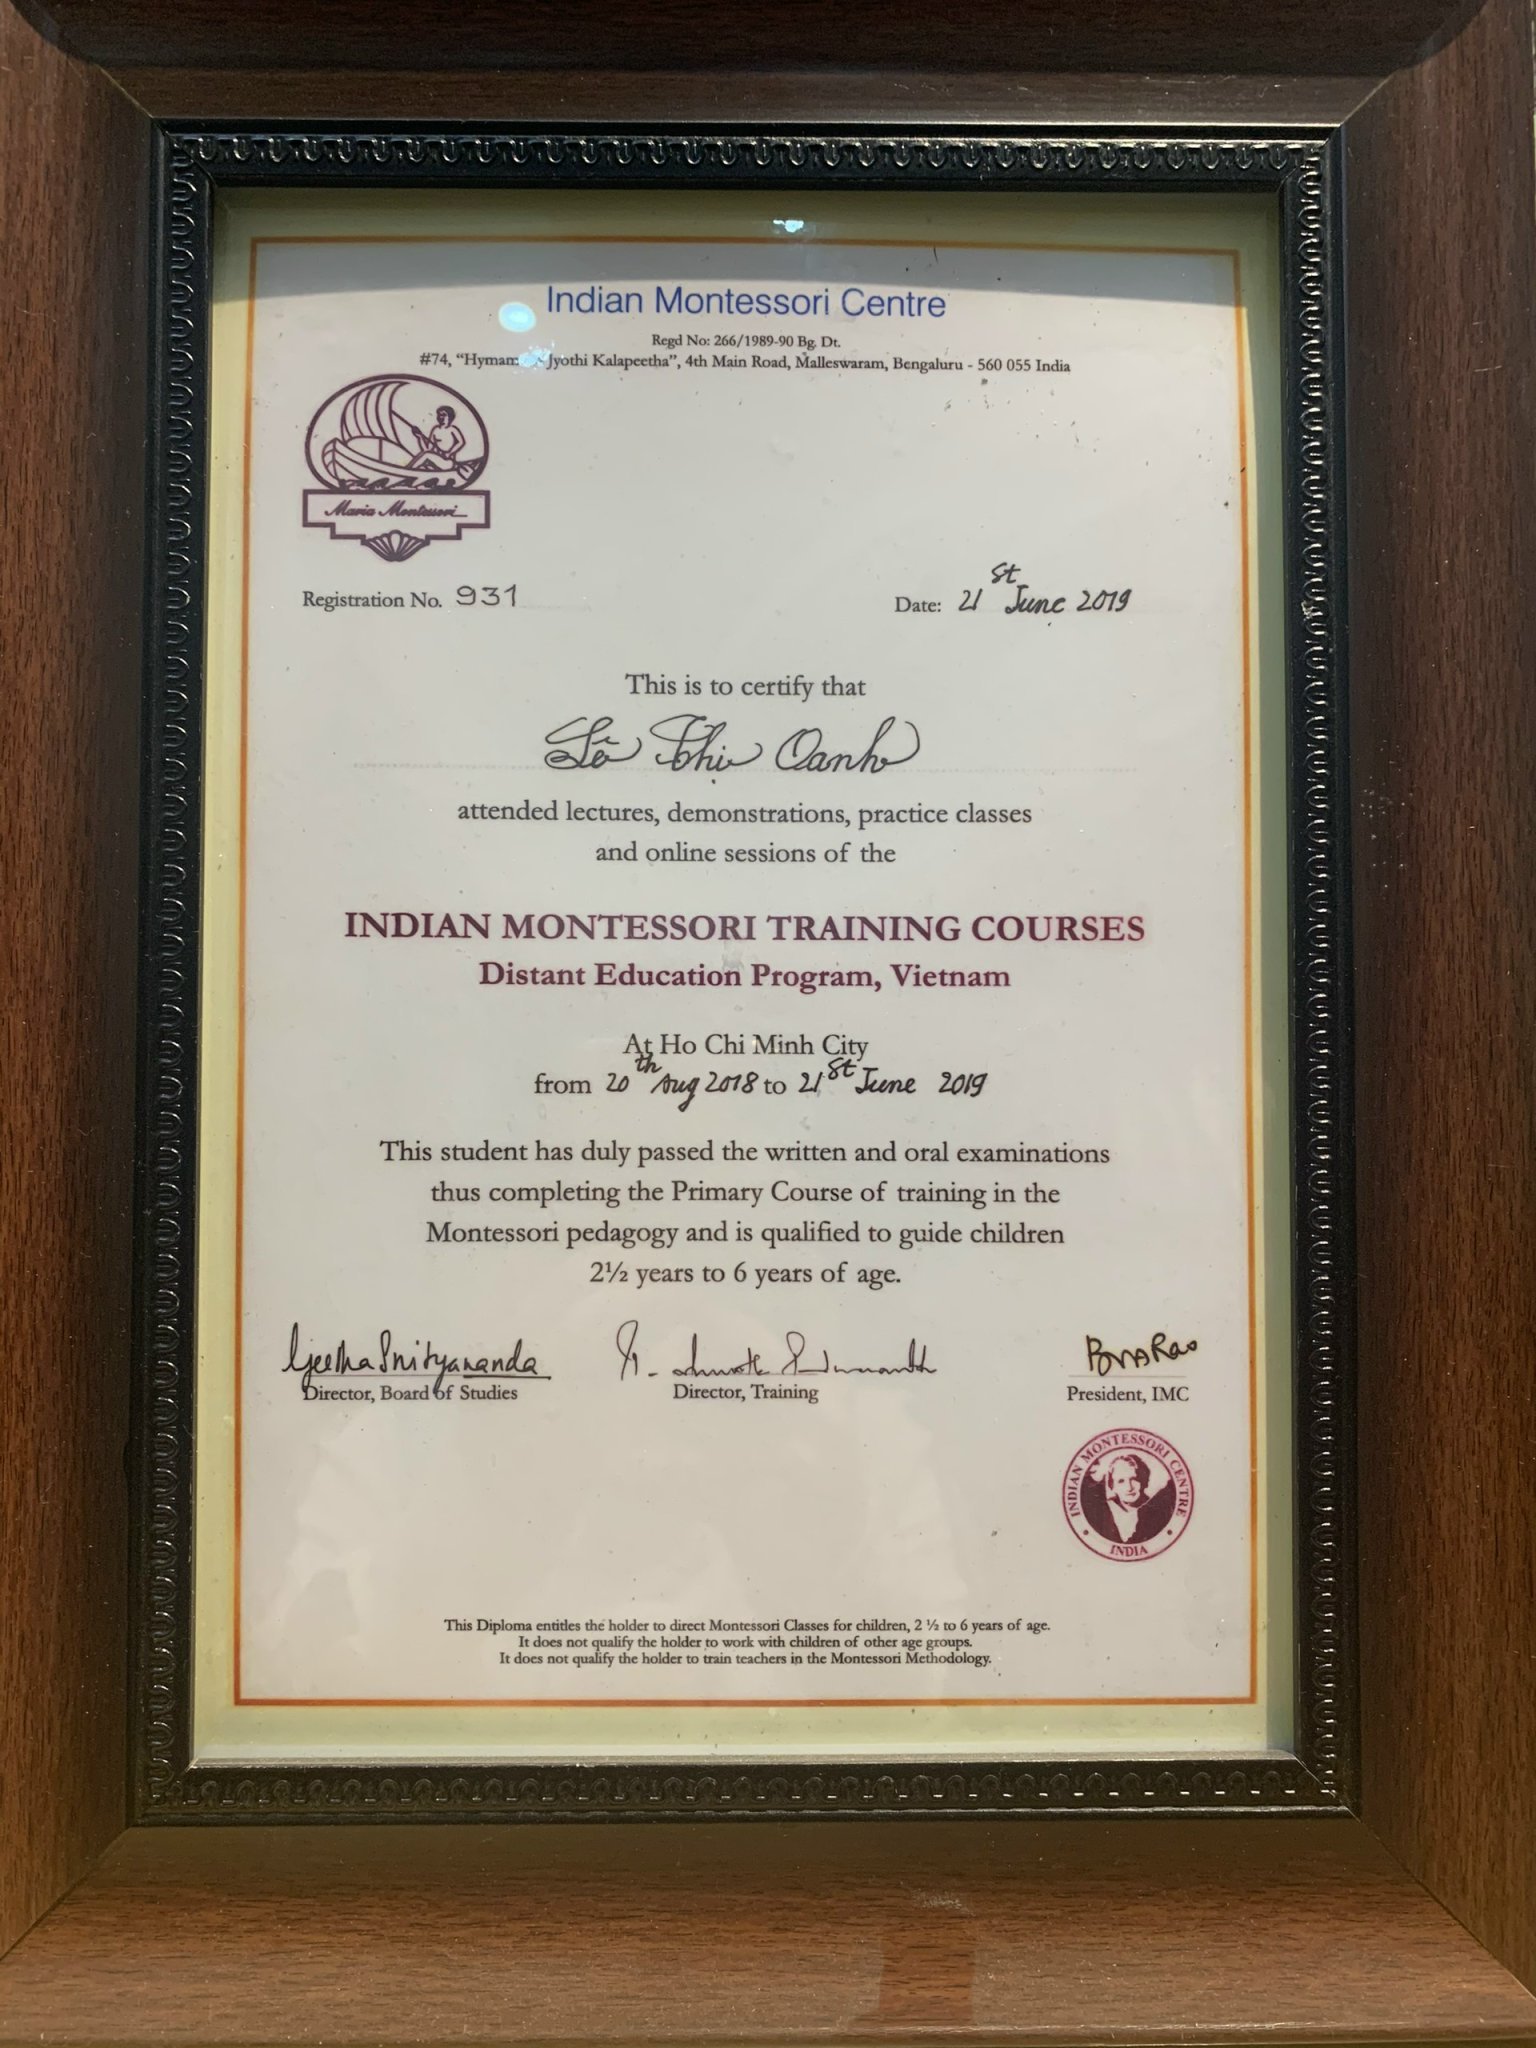 Indian Montessori Centre
Regd No: 266/1989-90 Bg. Dt.
#74, Jyothi Kalapeetha", 4th Main Road, Malleswaram, Bengaluru - 560 055 India
Maria Montessori
Registration No. 931
Date: 21st June 2019
This is to certify that
Lê Thị Oanh
attended lectures, demonstrations, practice classes
and online sessions of the
INDIAN MONTESSORI TRAINING COURSES
Distant Education Program, Vietnam
At Ho Chi Minh City
from 20th Aug 2018 to 21st June 2019
This student has duly passed the written and oral examinations
thus completing the Primary Course of training in the
Montessori pedagogy and is qualified to guide children
2½ years to 6 years of age.
Director, Board of Studies
Director, Training
President, IMC
INDIAN MONTESSORI CENTRE
INDIA
This Diploma entitles the holder to direct Montessori Classes for children, 2 ½ to 6 years of age.
It does not qualify the holder to work with children of other age groups.
It does not qualify the holder to train teachers in the Montessori Methodology.